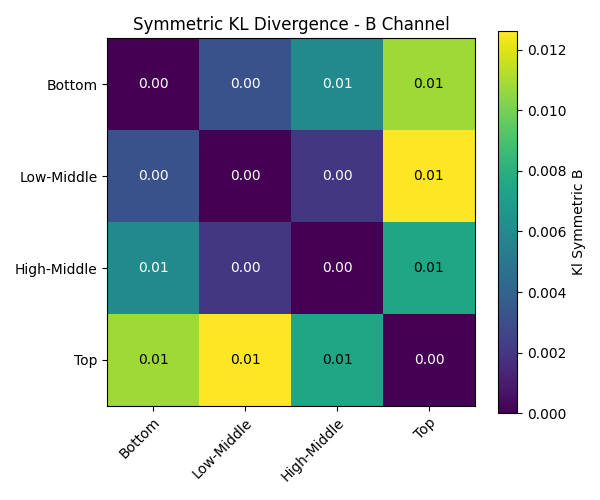 Symmetric KL Divergence - B Channel
Bottom 0.00 0.00 0.01 0.01
Low-Middle 0.00 0.00 0.00 0.01
High-Middle 0.01 0.00 0.00 0.01
Top 0.01 0.01 0.01 0.00
Bottom Low-Middle High-Middle Top
0.012
0.010
0.008
0.006
0.004
0.002
0.000
Kl Symmetric B